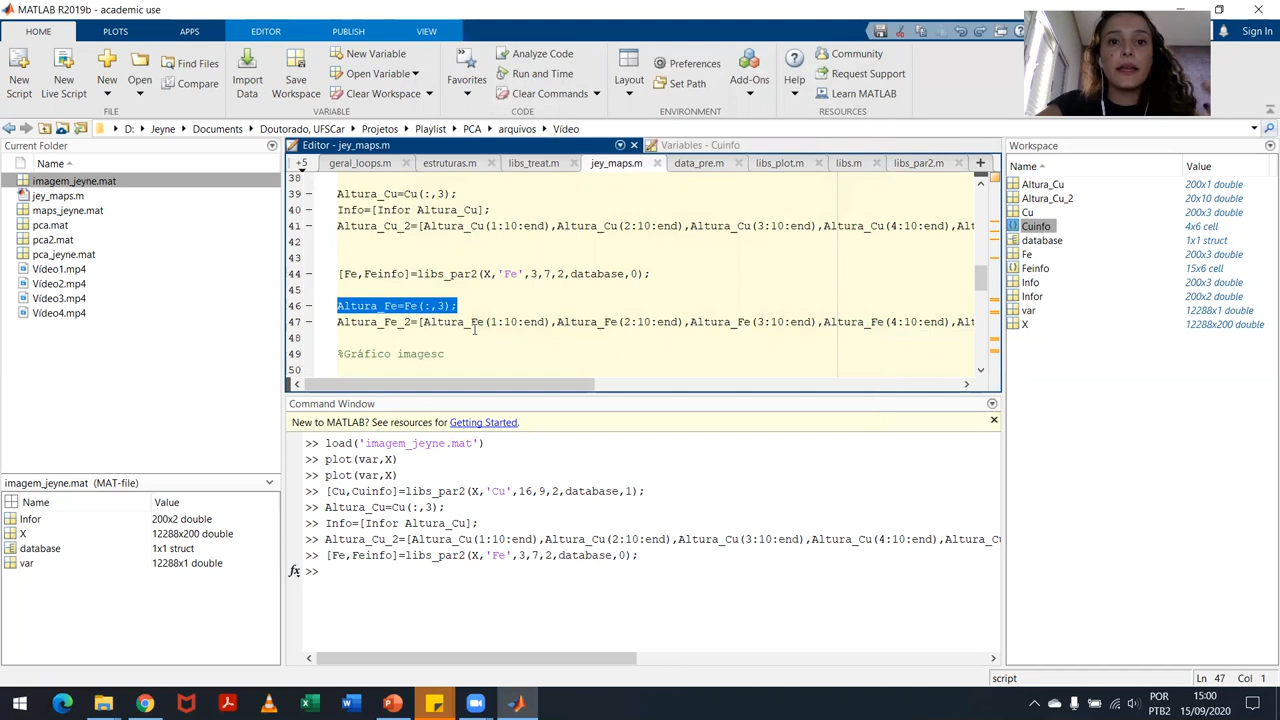 MATLAB R2019b - academic use
HOME PLOTS APPS EDITOR PUBLISH VIEW Sign In
New Script
New Live Script
New
Open
Find Files
Compare
Import Data
Save Workspace
New Variable
Open Variable
Clear Workspace
Favorites
Analyze Code
Run and Time
Clear Commands
Layout
Preferences
Set Path
Add-Ons
Help
Community
Request Support
Learn MATLAB
FILE VARIABLE CODE ENVIRONMENT RESOURCES
D: Jeyne Documents Doutorado, UFSCar Projetos Playlist PCA arquivos Vídeo
Current Folder
Name
imagem_jeyne.mat
jey_maps.m
maps_jeyne.mat
pca.mat
pca2.mat
pca_jeyne.mat
Vídeo1.mp4
Vídeo2.mp4
Vídeo3.mp4
Vídeo4.mp4
imagem_jeyne.mat (MAT-file)
Name Value
Infor 200x2 double
X 12288x200 double
database 1x1 struct
var 12288x1 double
Editor - jey_maps.m
Variables - Cuinfo
+5 geral_loops.m estruturas.m libs_treat.m jey_maps.m data_pre.m libs_plot.m libs.m libs_par2.m
38
39 Altura_Cu=Cu(:,3);
40 Info=[Infor Altura_Cu];
41 Altura_Cu_2=[Altura_Cu(1:10:end),Altura_Cu(2:10:end),Altura_Cu(3:10:end),Altura_Cu(4:10:end),Alt
42
43
44 [Fe,Feinfo]=libs_par2(X,'Fe',3,7,2,database,0);
45
46 Altura_Fe=Fe(:,3);
47 Altura_Fe_2=[Altura_Fe(1:10:end),Altura_Fe(2:10:end),Altura_Fe(3:10:end),Altura_Fe(4:10:end),Alt
48
49 %Gráfico imagesc
50
Command Window
New to MATLAB? See resources for Getting Started.
>> load('imagem_jeyne.mat')
>> plot(var,X)
>> plot(var,X)
>> [Cu,Cuinfo]=libs_par2(X,'Cu',16,9,2,database,1);
>> Altura_Cu=Cu(:,3);
>> Info=[Infor Altura_Cu];
>> Altura_Cu_2=[Altura_Cu(1:10:end),Altura_Cu(2:10:end),Altura_Cu(3:10:end),Altura_Cu(4:10:end),Altura_Cu
>> [Fe,Feinfo]=libs_par2(X,'Fe',3,7,2,database,0);
fx >>
Workspace
Name Value
Altura_Cu 200x1 double
Altura_Cu_2 20x10 double
Cu 200x3 double
Cuinfo 4x6 cell
database 1x1 struct
Fe 200x3 double
Feinfo 15x6 cell
Info 200x3 double
Infor 200x2 double
var 12288x1 double
X 12288x200 double
script Ln 47 Col 1
POR
PTB2
15:00
15/09/2020